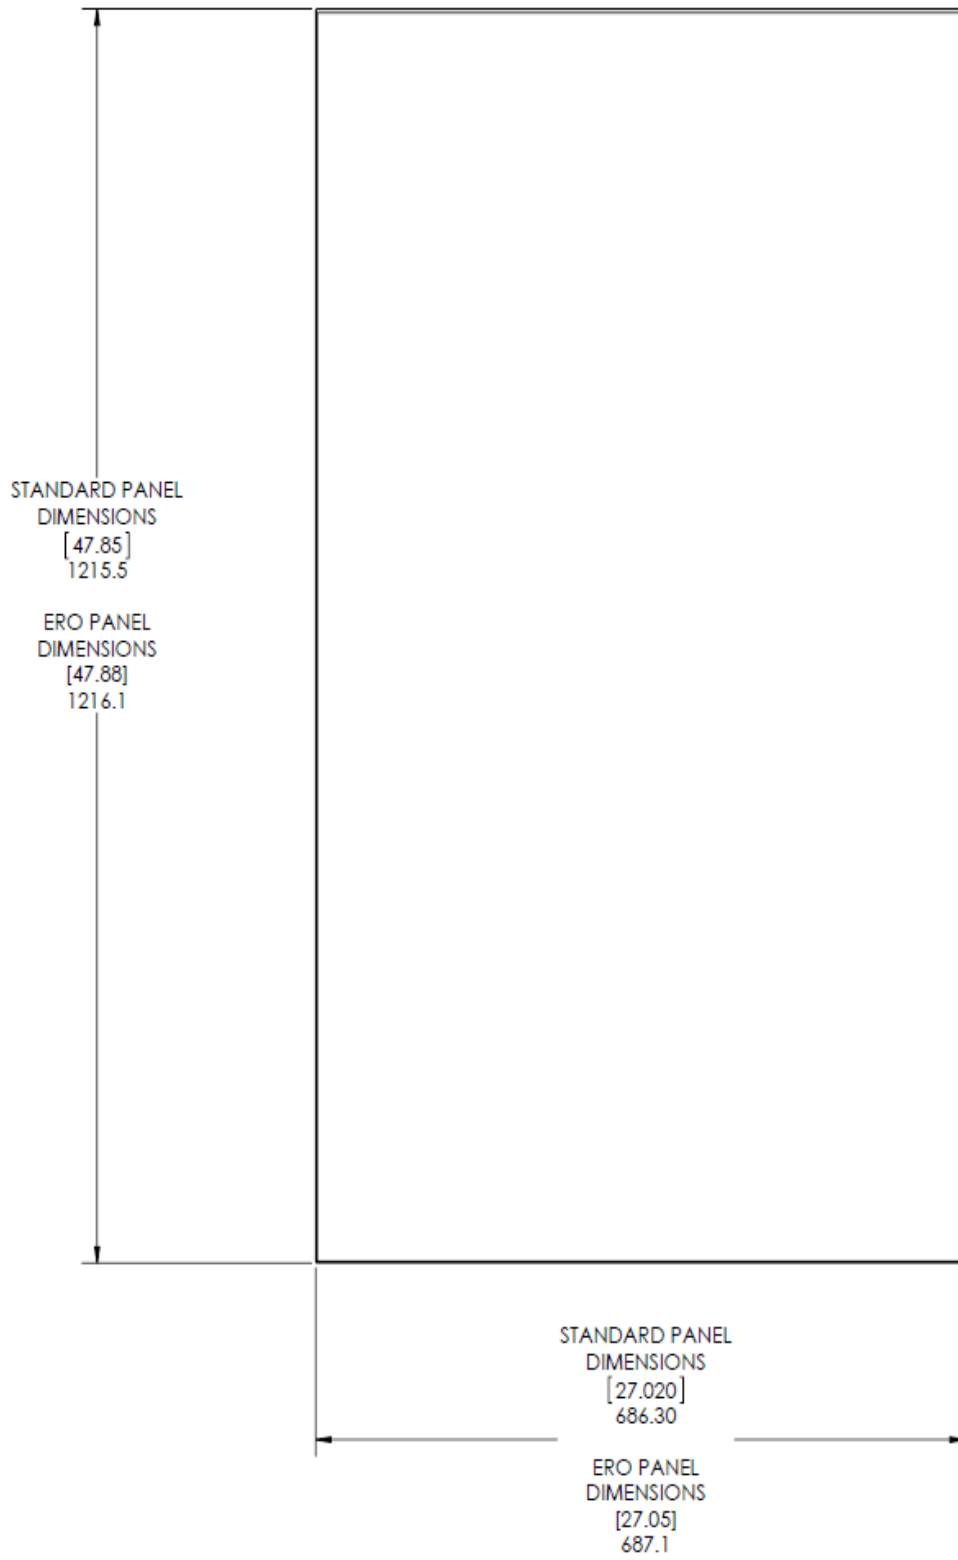 STANDARD PANEL
DIMENSIONS
[47.85]
1215.5
ERO PANEL
DIMENSIONS
[47.88]
1216.1
STANDARD PANEL
DIMENSIONS
[27.020]
686.30
ERO PANEL
DIMENSIONS
[27.05]
687.1